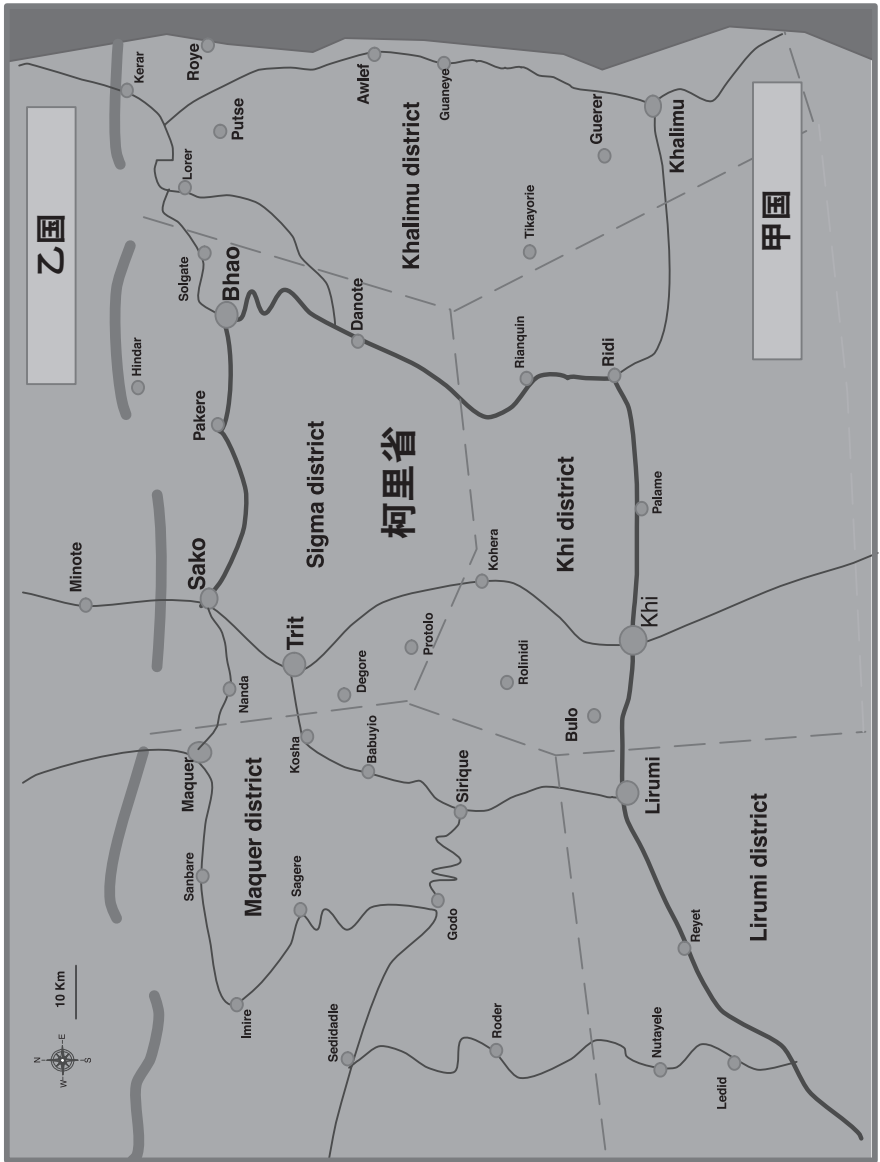 N
W
E
S
10 Km
乙国
Minote
Hindar
Kerar
Sanbare
Maquer
Solgate
Lorer
Sako
Pakere
Roye
Imire
Nanda
Bhao
Putse
Maquer district
Sagere
Kosha
Trit
Sigma district
Sedidadle
Babuyio
Degore
Danote
Awlef
柯里省
Khalimu district
Protolo
Guaneye
Godo
Sirique
Kohera
Roder
Rolinidi
Rianquin
Tikayorie
Bulo
Khi district
Ridi
Guerer
Nutayele
Lirumi
Khi
Palame
Khalimu
Reyet
Ledid
Lirumi district
甲国